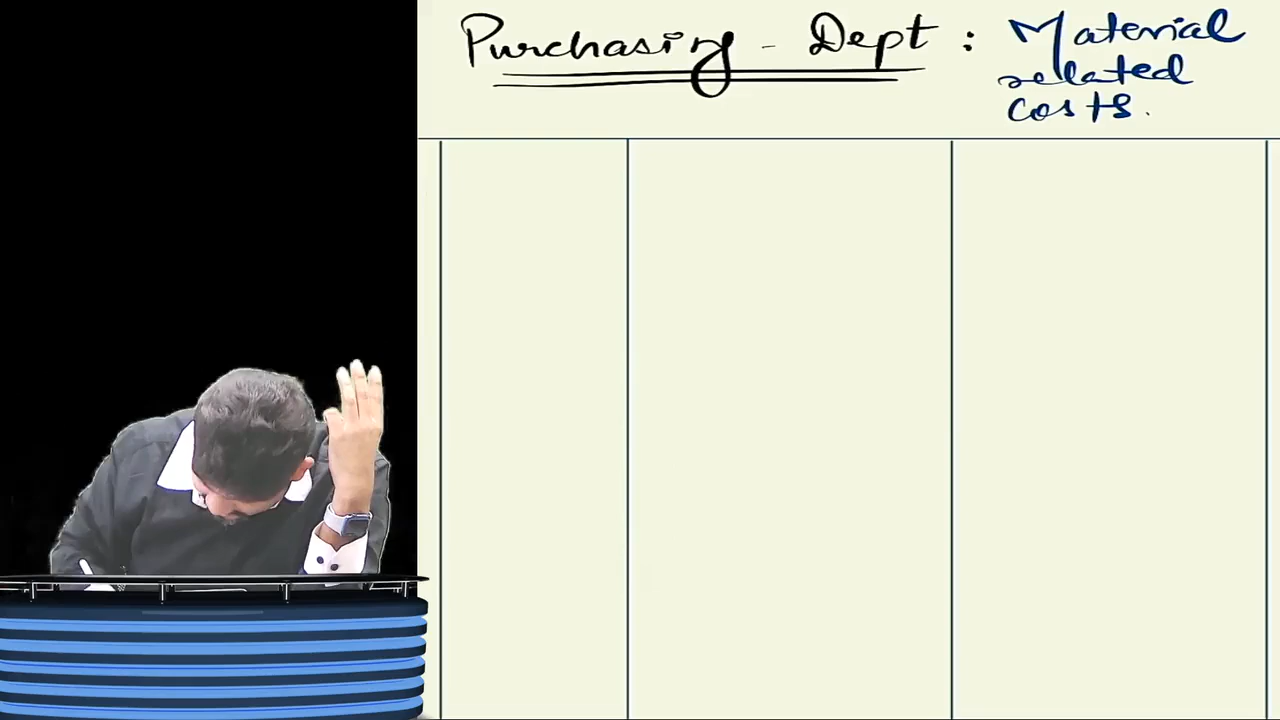 Purchasing - Dept : Material
related
costs.